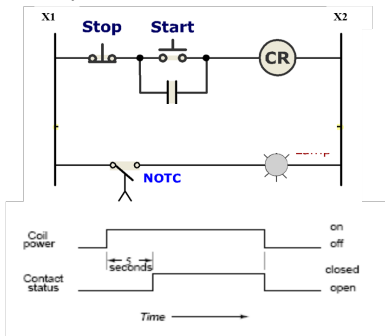 X1 X2
Stop Start
CR
NOTC
Coil power on off
5 seconds
Contact status closed open
Time